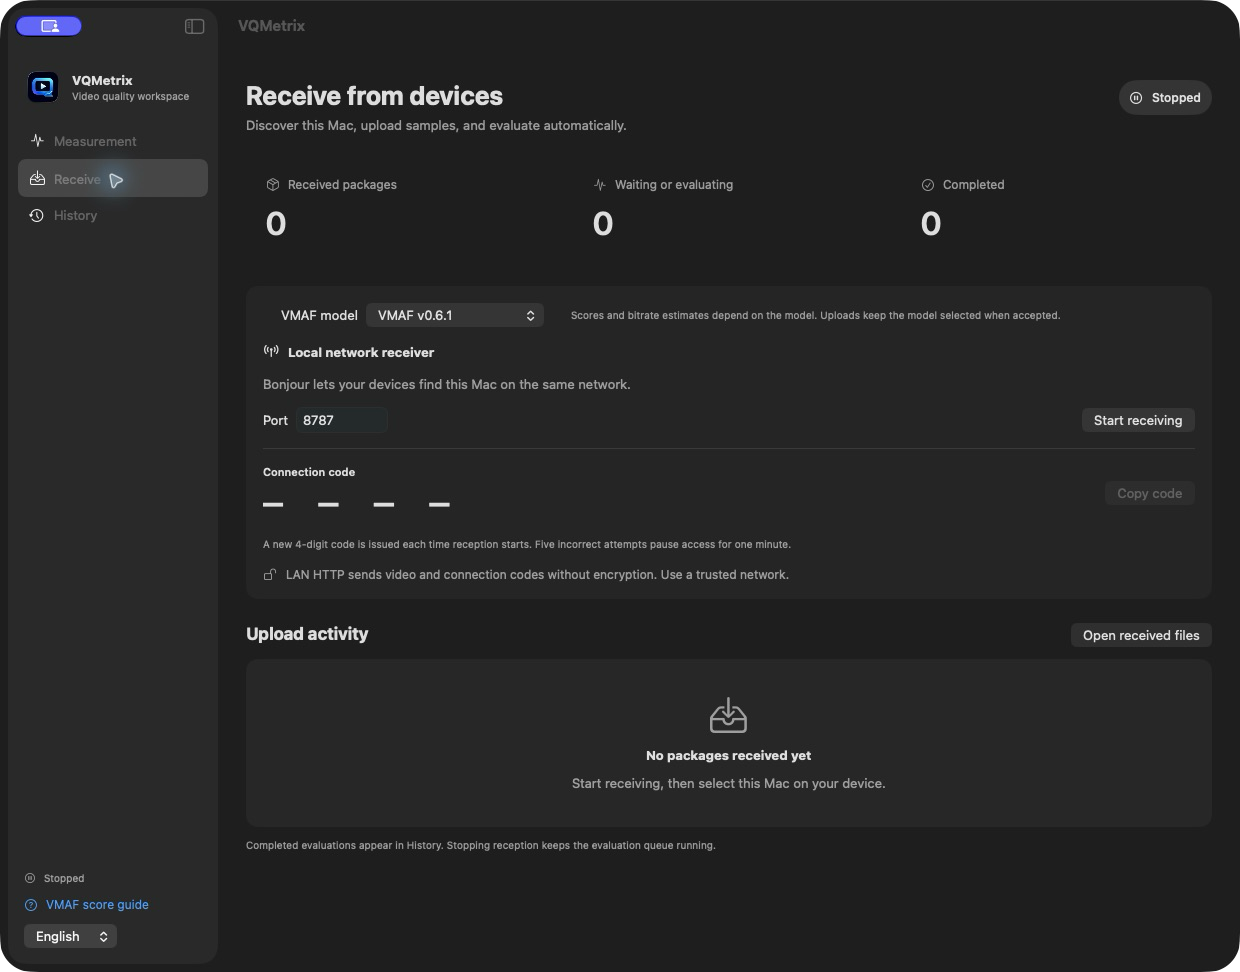 VQMetrix
VQMetrix
Video quality workspace
Measurement
Receive
History
Receive from devices
Stopped
Discover this Mac, upload samples, and evaluate automatically.
Received packages
Waiting or evaluating
Completed
0
0
0
VMAF model
VMAF v0.6.1
Scores and bitrate estimates depend on the model. Uploads keep the model selected when accepted.
Local network receiver
Bonjour lets your devices find this Mac on the same network.
Port
8787
Start receiving
Connection code
— — — —
Copy code
A new 4-digit code is issued each time reception starts. Five incorrect attempts pause access for one minute.
LAN HTTP sends video and connection codes without encryption. Use a trusted network.
Upload activity
Open received files
No packages received yet
Start receiving, then select this Mac on your device.
Completed evaluations appear in History. Stopping reception keeps the evaluation queue running.
Stopped
VMAF score guide
English